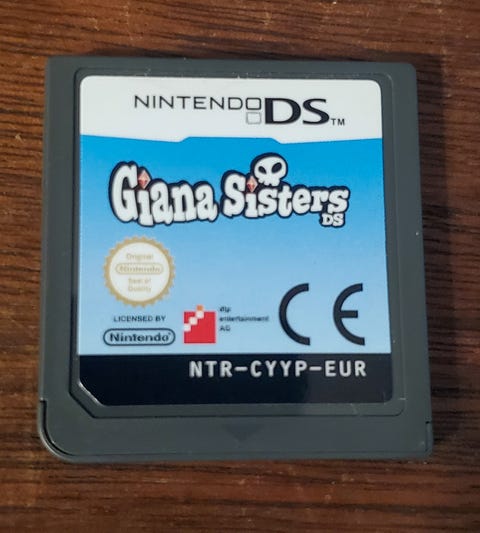 NINTENDO DS™
Giana Sisters
DS
Original
Nintendo
Seal of
Quality
LICENSED BY
Nintendo
dtp
entertainment
AG
CE
NTR-CYYP-EUR